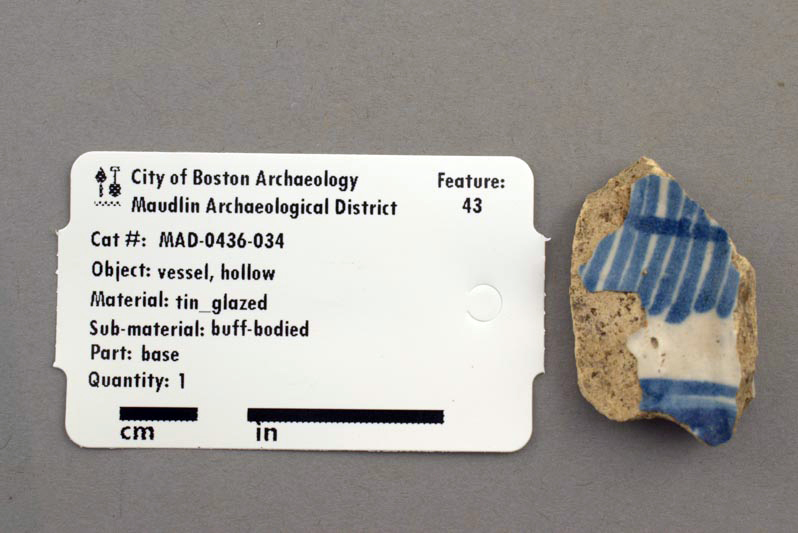 City of Boston Archaeology
Maudlin Archaeological District
Feature:
43
Cat #: MAD-0436-034
Object: vessel, hollow
Material: tin_glazed
Sub-material: buff-bodied
Part: base
Quantity: 1
cm in